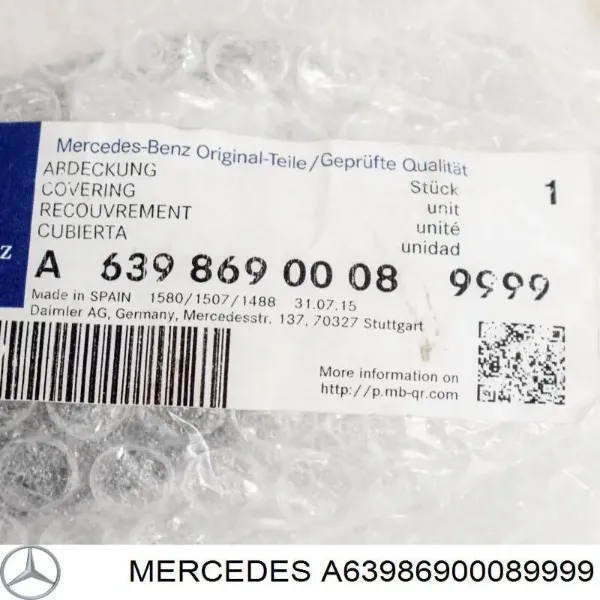 Mercedes-Benz Original-Teile/Geprüfte Qualität
ABDECKUNG
COVERING
RECOUVREMENT
CUBIERTA
Stück
unit
unité
unidad
1
z
A 639 869 00 08 9999
Made in SPAIN 1580/1507/1488 31.07.15
Daimler AG, Germany, Mercedesstr. 137, 70327 Stuttgart
More information on
http://p.mb-qr.com
MERCEDES A63986900089999